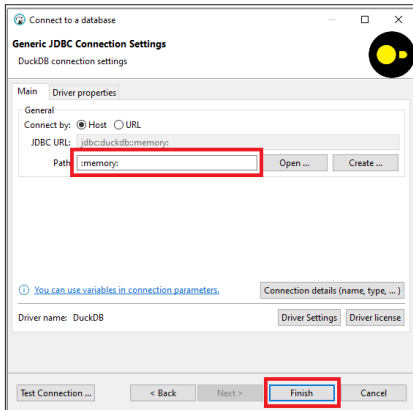 Connect to a database
Generic JDBC Connection Settings
DuckDB connection settings
Main Driver properties
General
Connect by: Host URL
JDBC URL: jdbc:duckdb::memory:
Path: :memory: Open ... Create ...
You can use variables in connection parameters. Connection details (name, type, ... )
Driver name: DuckDB Driver Settings Driver license
Test Connection ... < Back Next > Finish Cancel